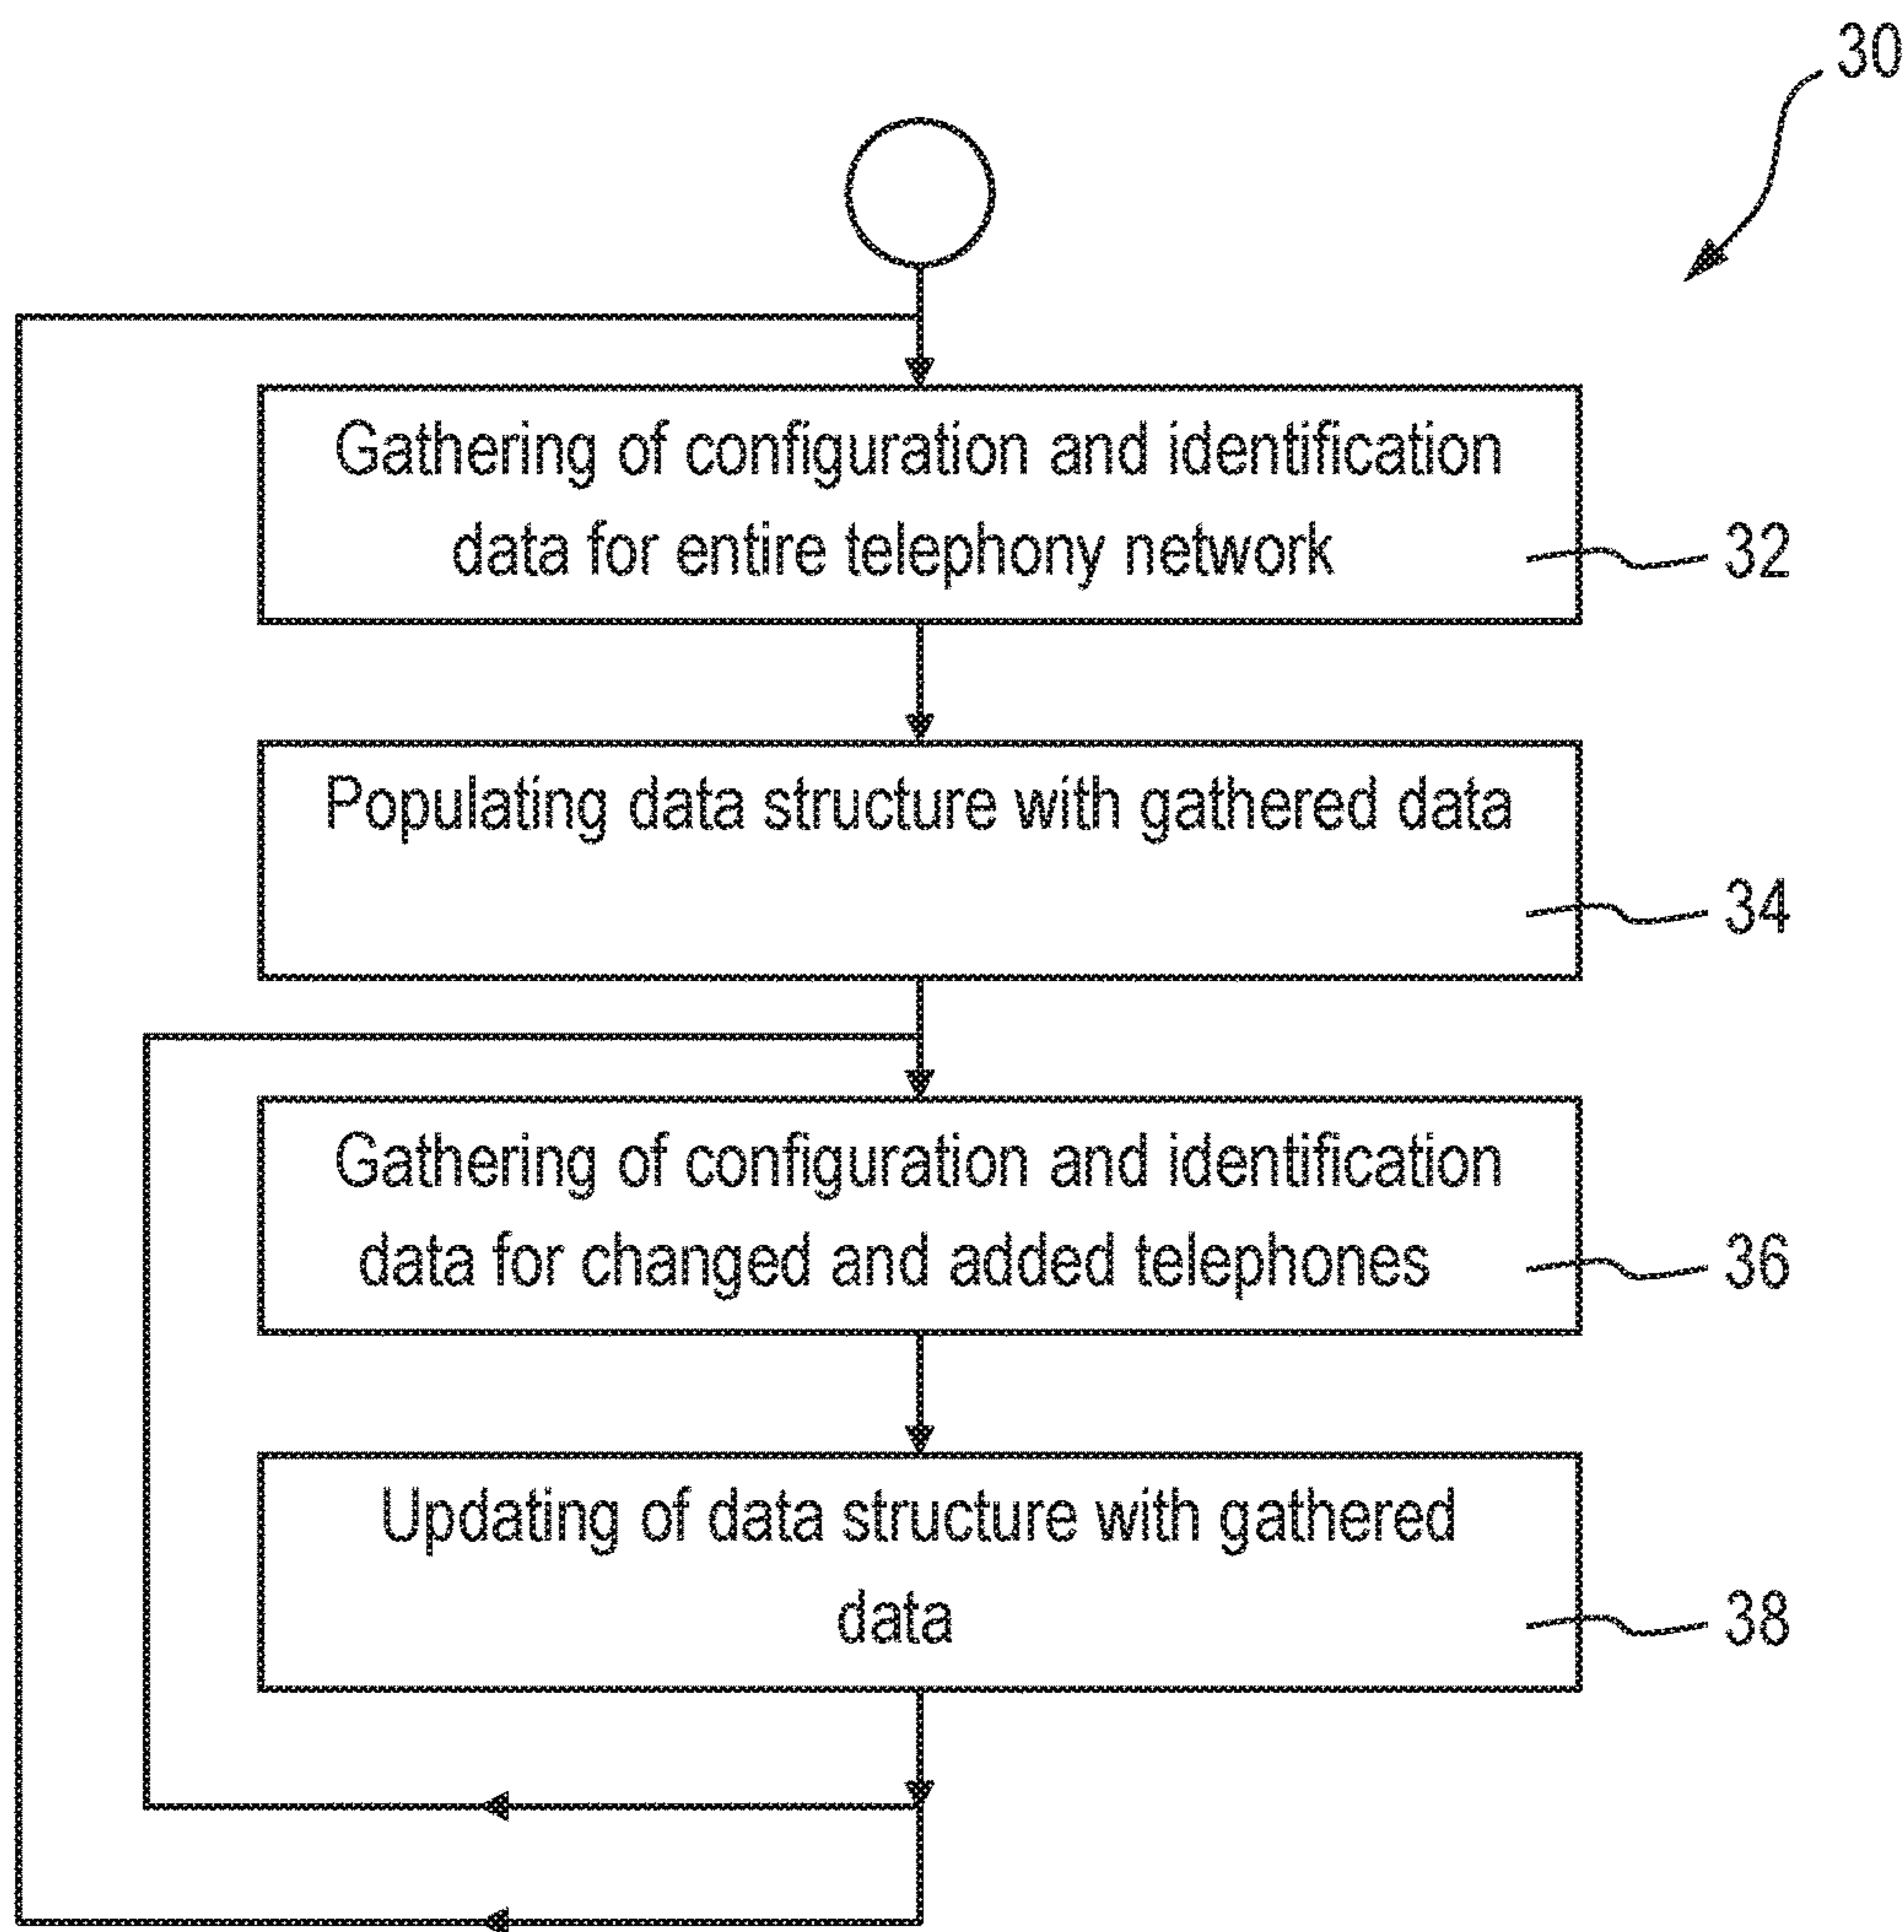 30
Gathering of configuration and identification
data for entire telephony network
32
Populating data structure with gathered data
34
Gathering of configuration and identification
data for changed and added telephones
36
Updating of data structure with gathered
data
38